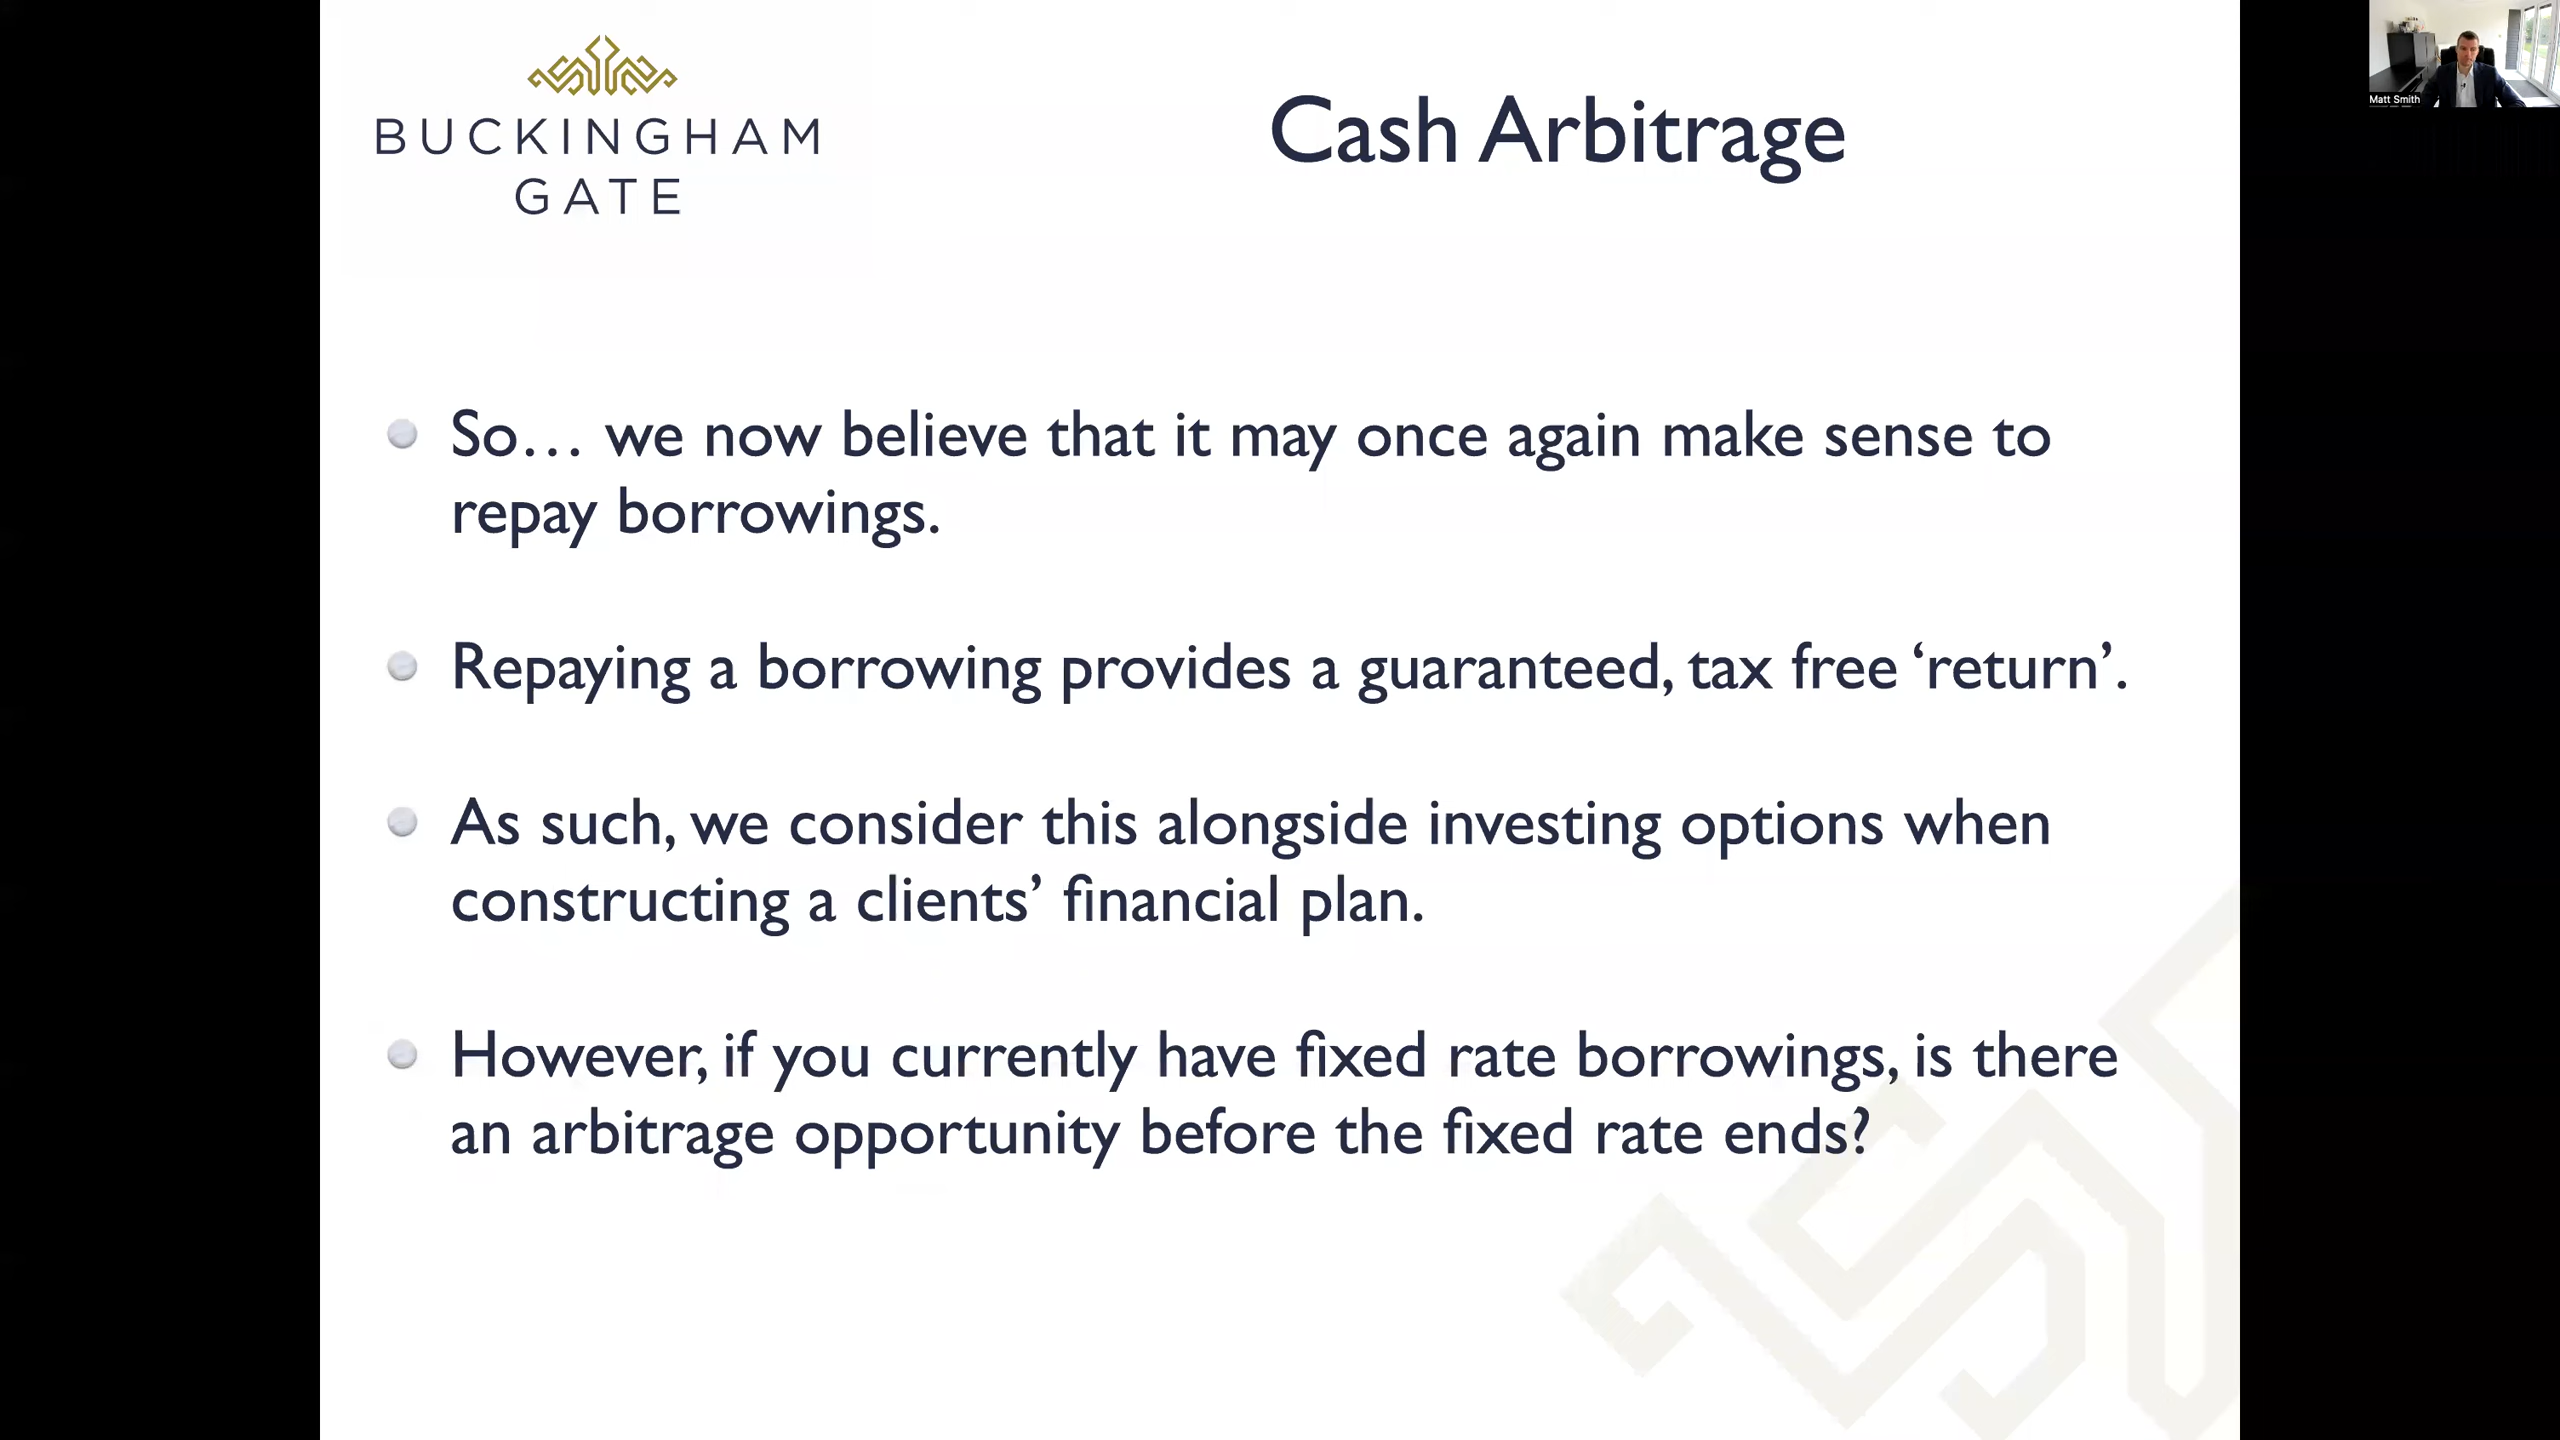 BUCKINGHAM
GATE
Cash Arbitrage
Matt Smith
So… we now believe that it may once again make sense to
repay borrowings.
Repaying a borrowing provides a guaranteed, tax free ‘return’.
As such, we consider this alongside investing options when
constructing a clients’ financial plan.
However, if you currently have fixed rate borrowings, is there
an arbitrage opportunity before the fixed rate ends?